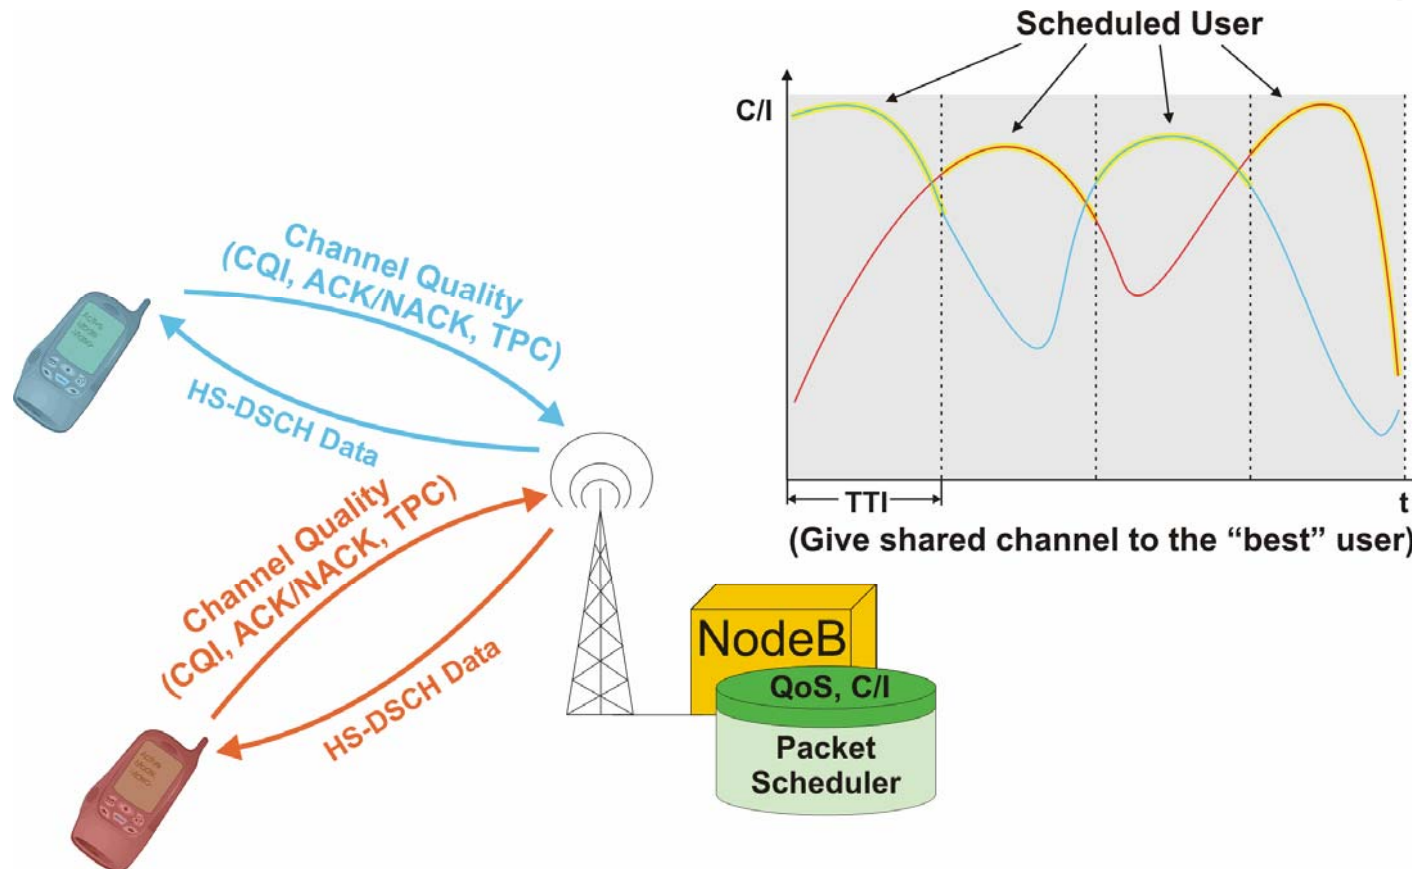 Scheduled User
C/I
TTI
t
(Give shared channel to the “best” user)
Channel Quality
(CQI, ACK/NACK, TPC)
HS-DSCH Data
Channel Quality
(CQI, ACK/NACK, TPC)
HS-DSCH Data
NodeB
QoS, C/I
Packet
Scheduler